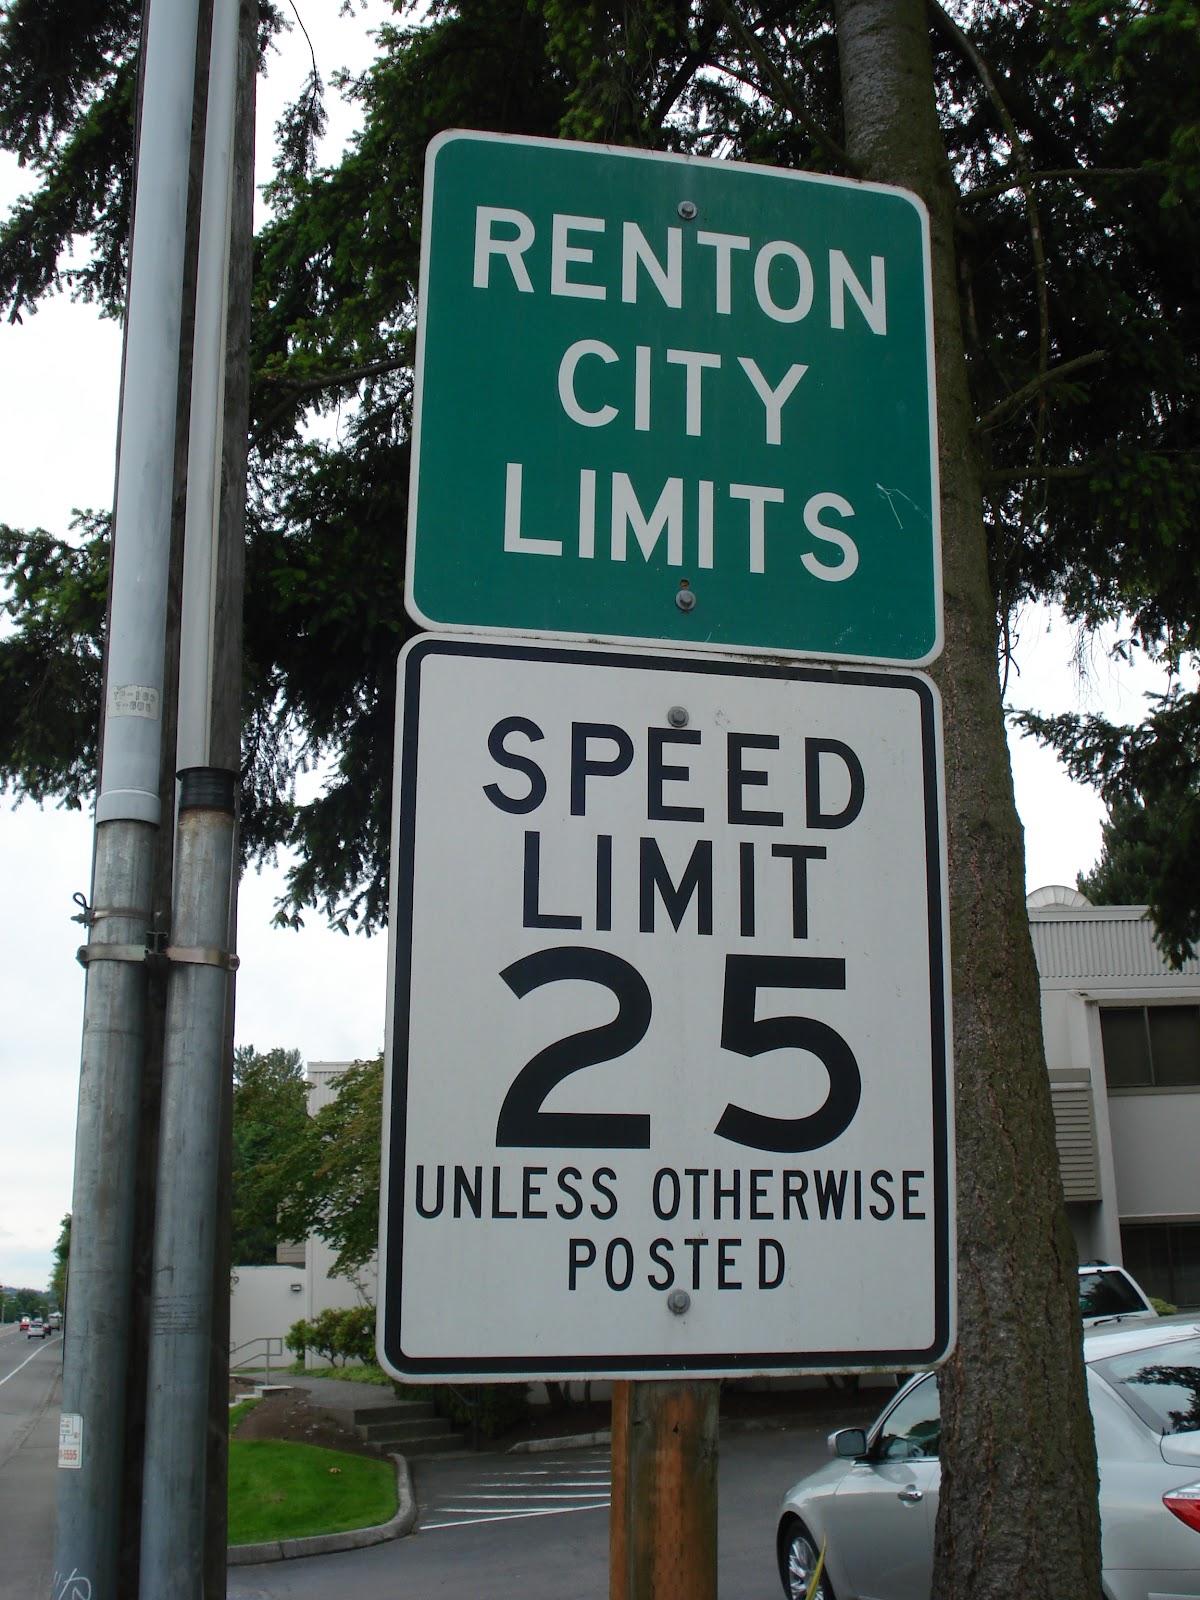 RENTON
CITY
LIMITS
SPEED
LIMIT
25
UNLESS OTHERWISE
POSTED